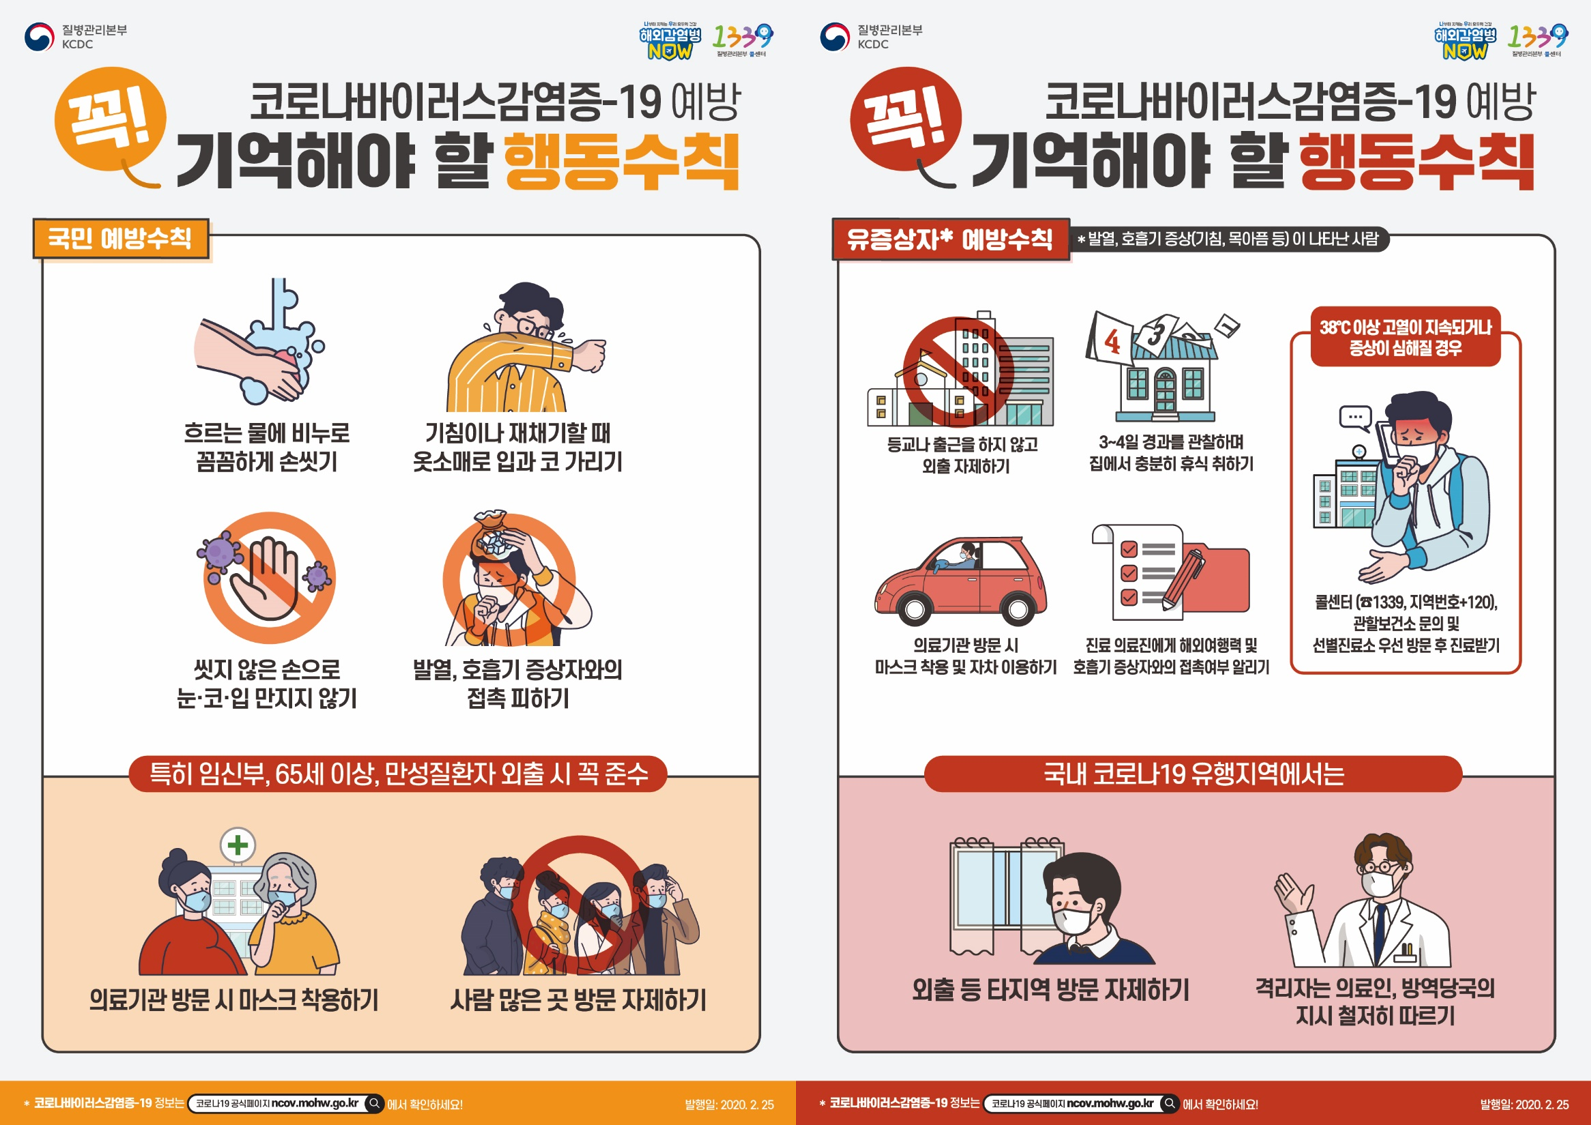 질병관리본부
KCDC
해외감염병
NOW
1339
질병관리본부 콜센터
꼭!
코로나바이러스감염증-19 예방
기억해야 할 행동수칙
국민 예방수칙
흐르는 물에 비누로
꼼꼼하게 손씻기
기침이나 재채기할 때
옷소매로 입과 코 가리기
씻지 않은 손으로
눈·코·입 만지지 않기
발열, 호흡기 증상자와의
접촉 피하기
특히 임신부, 65세 이상, 만성질환자 외출 시 꼭 준수
의료기관 방문 시 마스크 착용하기
사람 많은 곳 방문 자제하기
* 코로나바이러스감염증-19 정보는 코로나19 공식페이지 ncov.mohw.go.kr 에서 확인하세요!
발행일: 2020. 2. 25
질병관리본부
KCDC
해외감염병
NOW
1339
질병관리본부 콜센터
꼭!
코로나바이러스감염증-19 예방
기억해야 할 행동수칙
유증상자* 예방수칙
* 발열, 호흡기 증상(기침, 목아픔 등)이 나타난 사람
등교나 출근을 하지 않고
외출 자제하기
4 3 2 1
3~4일 경과를 관찰하며
집에서 충분히 휴식 취하기
의료기관 방문 시
마스크 착용 및 자차 이용하기
진료 의료진에게 해외여행력 및
호흡기 증상자와의 접촉여부 알리기
38℃ 이상 고열이 지속되거나
증상이 심해질 경우
콜센터 (☎1339, 지역번호+120),
관할보건소 문의 및
선별진료소 우선 방문 후 진료받기
국내 코로나19 유행지역에서는
외출 등 타지역 방문 자제하기
격리자는 의료인, 방역당국의
지시 철저히 따르기
* 코로나바이러스감염증-19 정보는 코로나19 공식페이지 ncov.mohw.go.kr 에서 확인하세요!
발행일: 2020. 2. 25